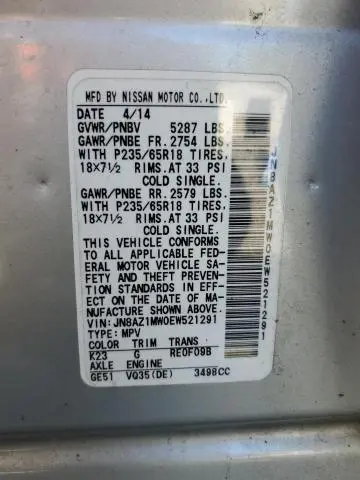 MFD BY NISSAN MOTOR CO.,LTD.
DATE 4/14
GVWR/PNBV 5287 LBS.
GAWR/PNBE FR. 2754 LBS.
WITH P235/65R18 TIRES.
18X7½ RIMS. AT 33 PSI
COLD SINGLE.
GAWR/PNBE RR. 2579 LBS.
WITH P235/65R18 TIRES.
18X7½ RIMS. AT 33 PSI
COLD SINGLE.
THIS VEHICLE CONFORMS
TO ALL APPLICABLE FED-
ERAL MOTOR VEHICLE SA-
FETY AND THEFT PREVEN-
TION STANDARDS IN EFF-
ECT ON THE DATE OF MA-
NUFACTURE SHOWN ABOVE.
VIN: JN8AZ1MW0EW521291
TYPE: MPV
COLOR TRIM TRANS
K23 G RE0F09B
AXLE ENGINE
GE51 VQ35(DE) 3498CC
JN8AZ1MW0EW521291